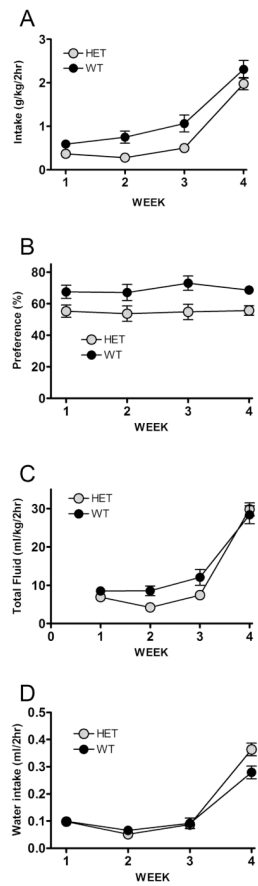 A
Intake (g/kg/2hr)
3
2
1
0
HET
WT
1 2 3 4
WEEK
B
Preference (%)
80
60
40
20
0
HET
WT
1 2 3 4
WEEK
C
Total Fluid (ml/kg/2hr)
30
20
10
0
HET
WT
0 1 2 3 4
WEEK
D
Water intake (ml/2hr)
0.5
0.4
0.3
0.2
0.1
0.0
HET
WT
1 2 3 4
WEEK